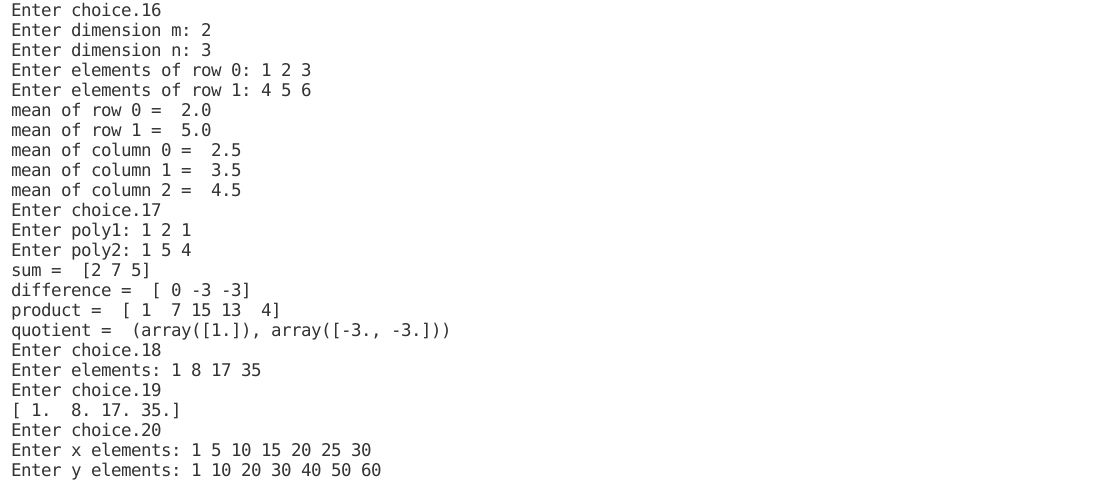 Enter choice.16
Enter dimension m: 2
Enter dimension n: 3
Enter elements of row 0: 1 2 3
Enter elements of row 1: 4 5 6
mean of row 0 =  2.0
mean of row 1 =  5.0
mean of column 0 =  2.5
mean of column 1 =  3.5
mean of column 2 =  4.5
Enter choice.17
Enter poly1: 1 2 1
Enter poly2: 1 5 4
sum =  [2 7 5]
difference =  [ 0 -3 -3]
product =  [ 1  7 15 13  4]
quotient =  (array([1.]), array([-3., -3.]))
Enter choice.18
Enter elements: 1 8 17 35
Enter choice.19
[ 1.  8. 17. 35.]
Enter choice.20
Enter x elements: 1 5 10 15 20 25 30
Enter y elements: 1 10 20 30 40 50 60